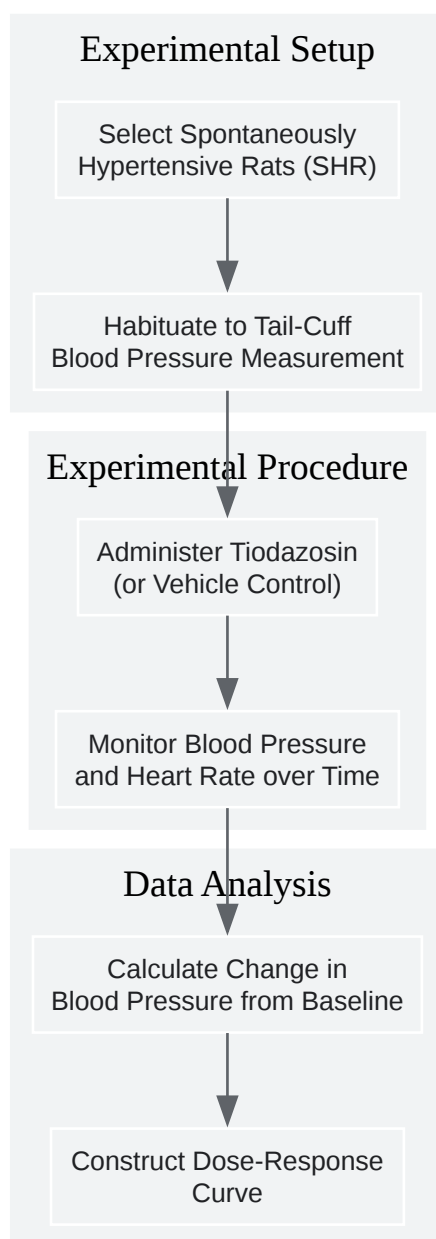 Experimental Setup
Select Spontaneously
Hypertensive Rats (SHR)
Habituate to Tail-Cuff
Blood Pressure Measurement
Experimental Procedure
Administer Tiodazosin
(or Vehicle Control)
Monitor Blood Pressure
and Heart Rate over Time
Data Analysis
Calculate Change in
Blood Pressure from Baseline
Construct Dose-Response
Curve